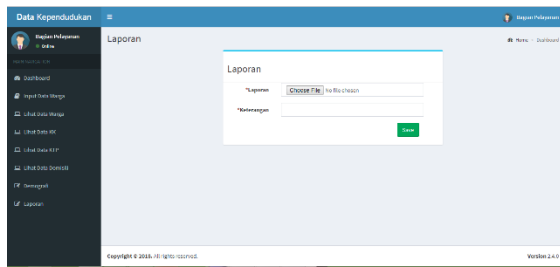 Data Kependudukan
Bagian Pelayanan
Bagian Pelayanan
Online
Laporan
Home > Dashboard
Dashboard
Input Data Warga
Lihat Data Warga
Lihat Data KK
Lihat Data KTP
Lihat Data Domisili
Demografi
Laporan
Laporan
*Laporan
Choose File No file chosen
*Keterangan
Save
Copyright © 2018. All rights reserved.
Version 2.4.0